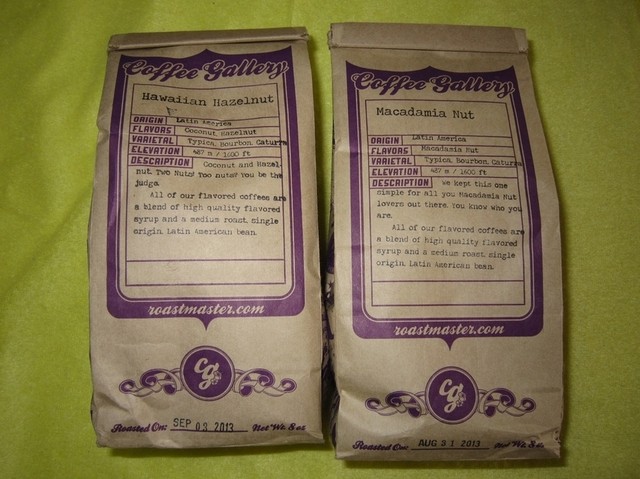 Coffee Gallery
Hawaiian Hazelnut
ORIGIN Latin America
FLAVORS Coconut, Hazelnut
VARIETAL Typica, Bourbon, Caturra
ELEVATION 487 m / 1600 ft
DESCRIPTION Coconut and Hazel-
nut. Two Nuts! Too nuts? You be the
judge.
All of our flavored coffees are
a blend of high quality flavored
syrup and a medium roast, single
origin, Latin American bean.
roastmaster.com
cg
Roasted On: SEP 03 2013 Net Wt. 8 oz
Coffee Gallery
Macadamia Nut
ORIGIN Latin America
FLAVORS Macadamia Nut
VARIETAL Typica, Bourbon, Caturra
ELEVATION 487 m / 1600 ft
DESCRIPTION We kept this one
simple for all you Macadamia Nut
lovers out there. You know who you
are.
All of our flavored coffees are
a blend of high quality flavored
syrup and a medium roast, single
origin, Latin American bean.
roastmaster.com
cg
Roasted On: AUG 31 2013 Net Wt. 8 oz